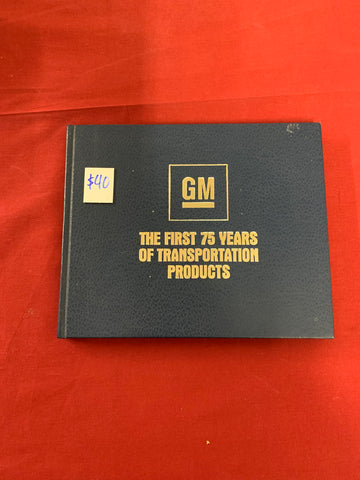 $40
GM
THE FIRST 75 YEARS
OF TRANSPORTATION
PRODUCTS